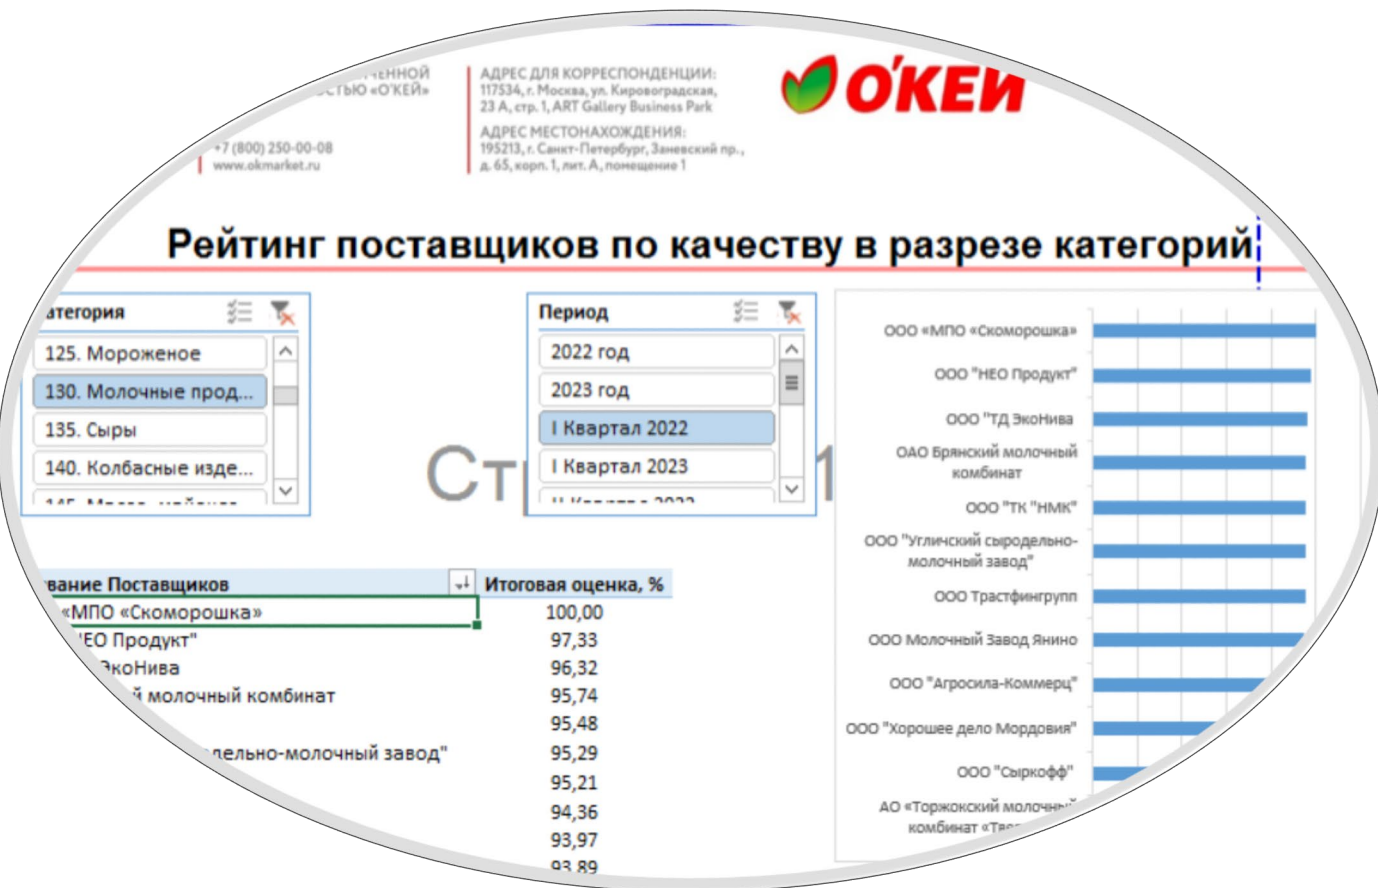 +7 (800) 250-00-08
www.okmarket.ru
АДРЕС ДЛЯ КОРРЕСПОНДЕНЦИИ:
117534, г. Москва, ул. Кировоградская,
23 А, стр. 1, ART Gallery Business Park
АДРЕС МЕСТОНАХОЖДЕНИЯ:
195213, г. Санкт-Петербург, Заневский пр.,
д. 65, корп. 1, лит. А, помещение 1
О'КЕЙ
Рейтинг поставщиков по качеству в разрезе категорий
125. Мороженое
130. Молочные прод...
135. Сыры
140. Колбасные изде...
Период
2022 год
2023 год
I Квартал 2022
I Квартал 2023
Поставщиков
Итоговая оценка, %
«МПО «Скоморошка» 100,00
Продукт" 97,33
ЭкоНива 96,32
молочный комбинат 95,74
95,48
завод" 95,29
95,21
94,36
93,97
93,89
ООО «МПО «Скоморошка»
ООО "НЕО Продукт"
ООО "ТД ЭкоНива
ОАО Брянский молочный
комбинат
ООО "ТК "НМК"
ООО "Угличский сыродельно-
молочный завод"
ООО Трастфингрупп
ООО Молочный Завод Янино
ООО "Агросила-Коммерц"
ООО "Хорошее дело Мордовия"
ООО "Сыркофф"
АО «Торжокский молочный
комбинат